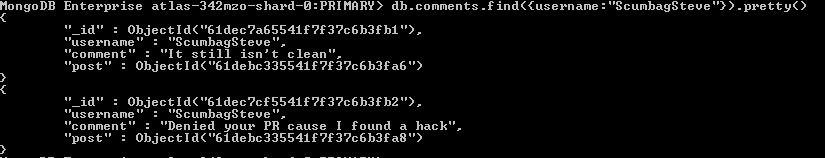 MongoDB Enterprise atlas-342mzo-shard-0:PRIMARY> db.comments.find({username:"ScumbagSteve"}).pretty()
{
"_id" : ObjectId("61dec7a65541f7f37c6b3fb1"),
"username" : "ScumbagSteve",
"comment" : "It still isn't clean",
"post" : ObjectId("61debc335541f7f37c6b3fa6")
}
{
"_id" : ObjectId("61dec7cf5541f7f37c6b3fb2"),
"username" : "ScumbagSteve",
"comment" : "Denied your PR cause I found a hack",
"post" : ObjectId("61debc335541f7f37c6b3fa8")
}